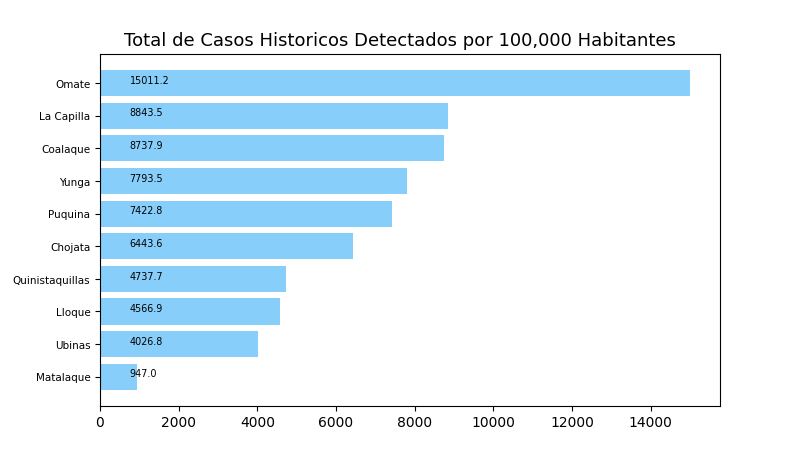 Total de Casos Historicos Detectados por 100,000 Habitantes
Omate 15011.2
La Capilla 8843.5
Coalaque 8737.9
Yunga 7793.5
Puquina 7422.8
Chojata 6443.6
Quinistaquillas 4737.7
Lloque 4566.9
Ubinas 4026.8
Matalaque 947.0
0 2000 4000 6000 8000 10000 12000 14000